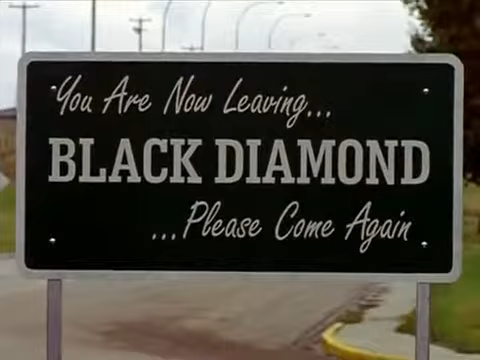 You Are Now Leaving...
BLACK DIAMOND
...Please Come Again